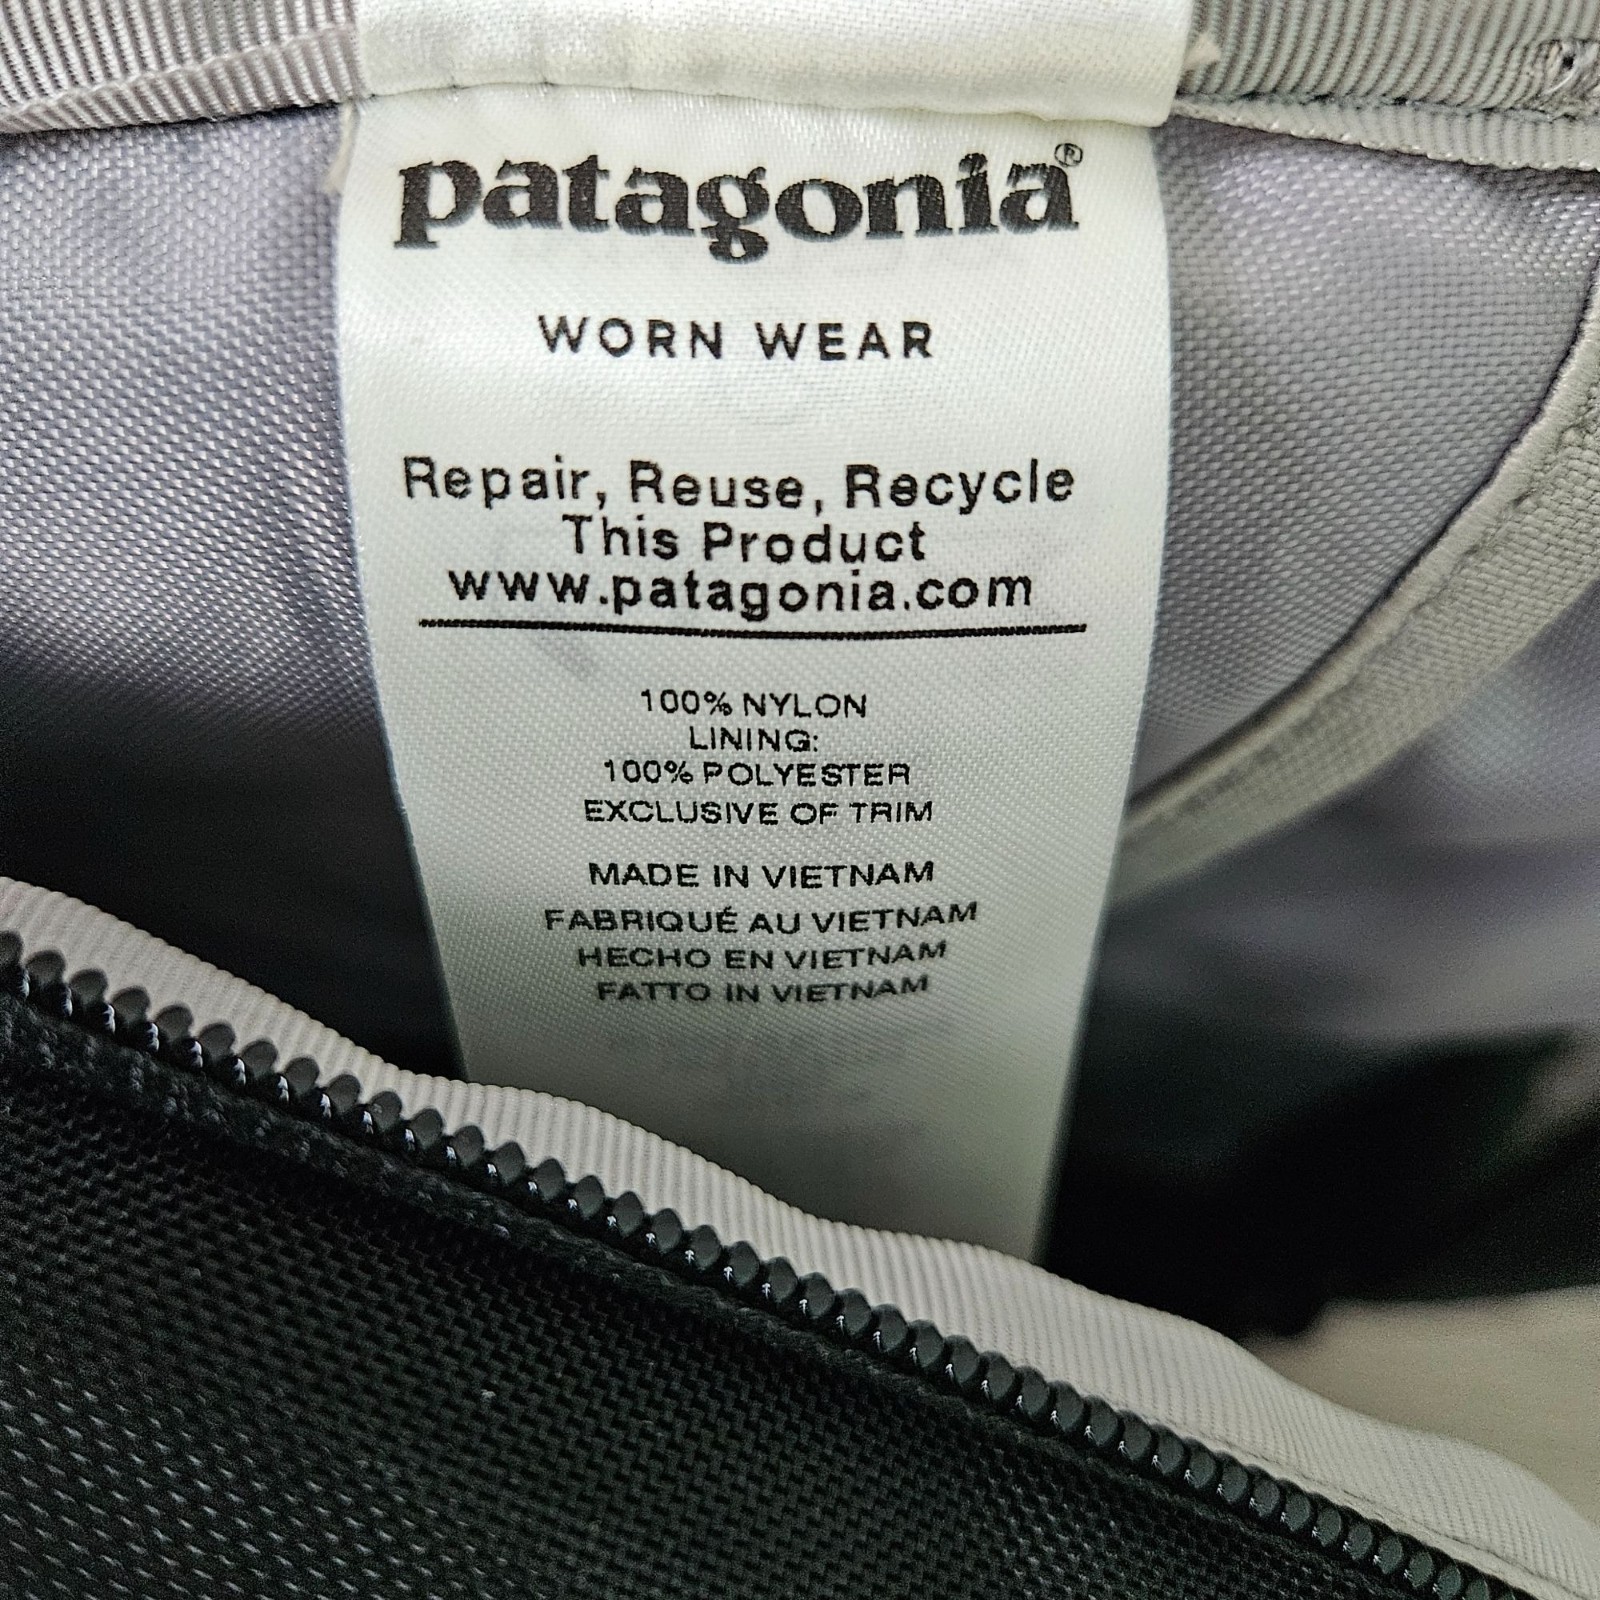 patagonia®
WORN WEAR
Repair, Reuse, Recycle
This Product
www.patagonia.com
100% NYLON
LINING:
100% POLYESTER
EXCLUSIVE OF TRIM
MADE IN VIETNAM
FABRIQUÉ AU VIETNAM
HECHO EN VIETNAM
FATTO IN VIETNAM